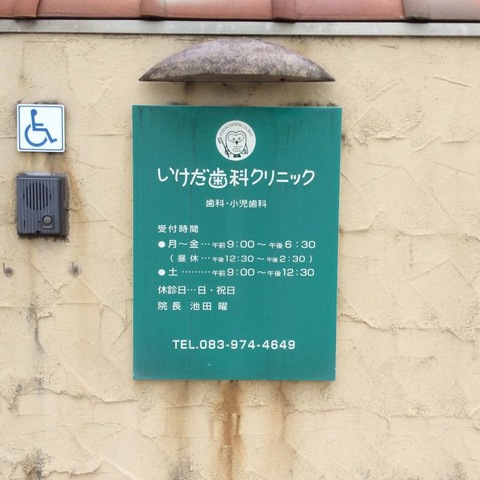 いけだ歯科クリニック
歯科・小児歯科
受付時間
●月～金…午前9:00～午後6:30
(昼休…午後12:30～午後2:30)
●土………午前9:00～午後12:30
休診日…日・祝日
院長 池田 曜
TEL.083-974-4649